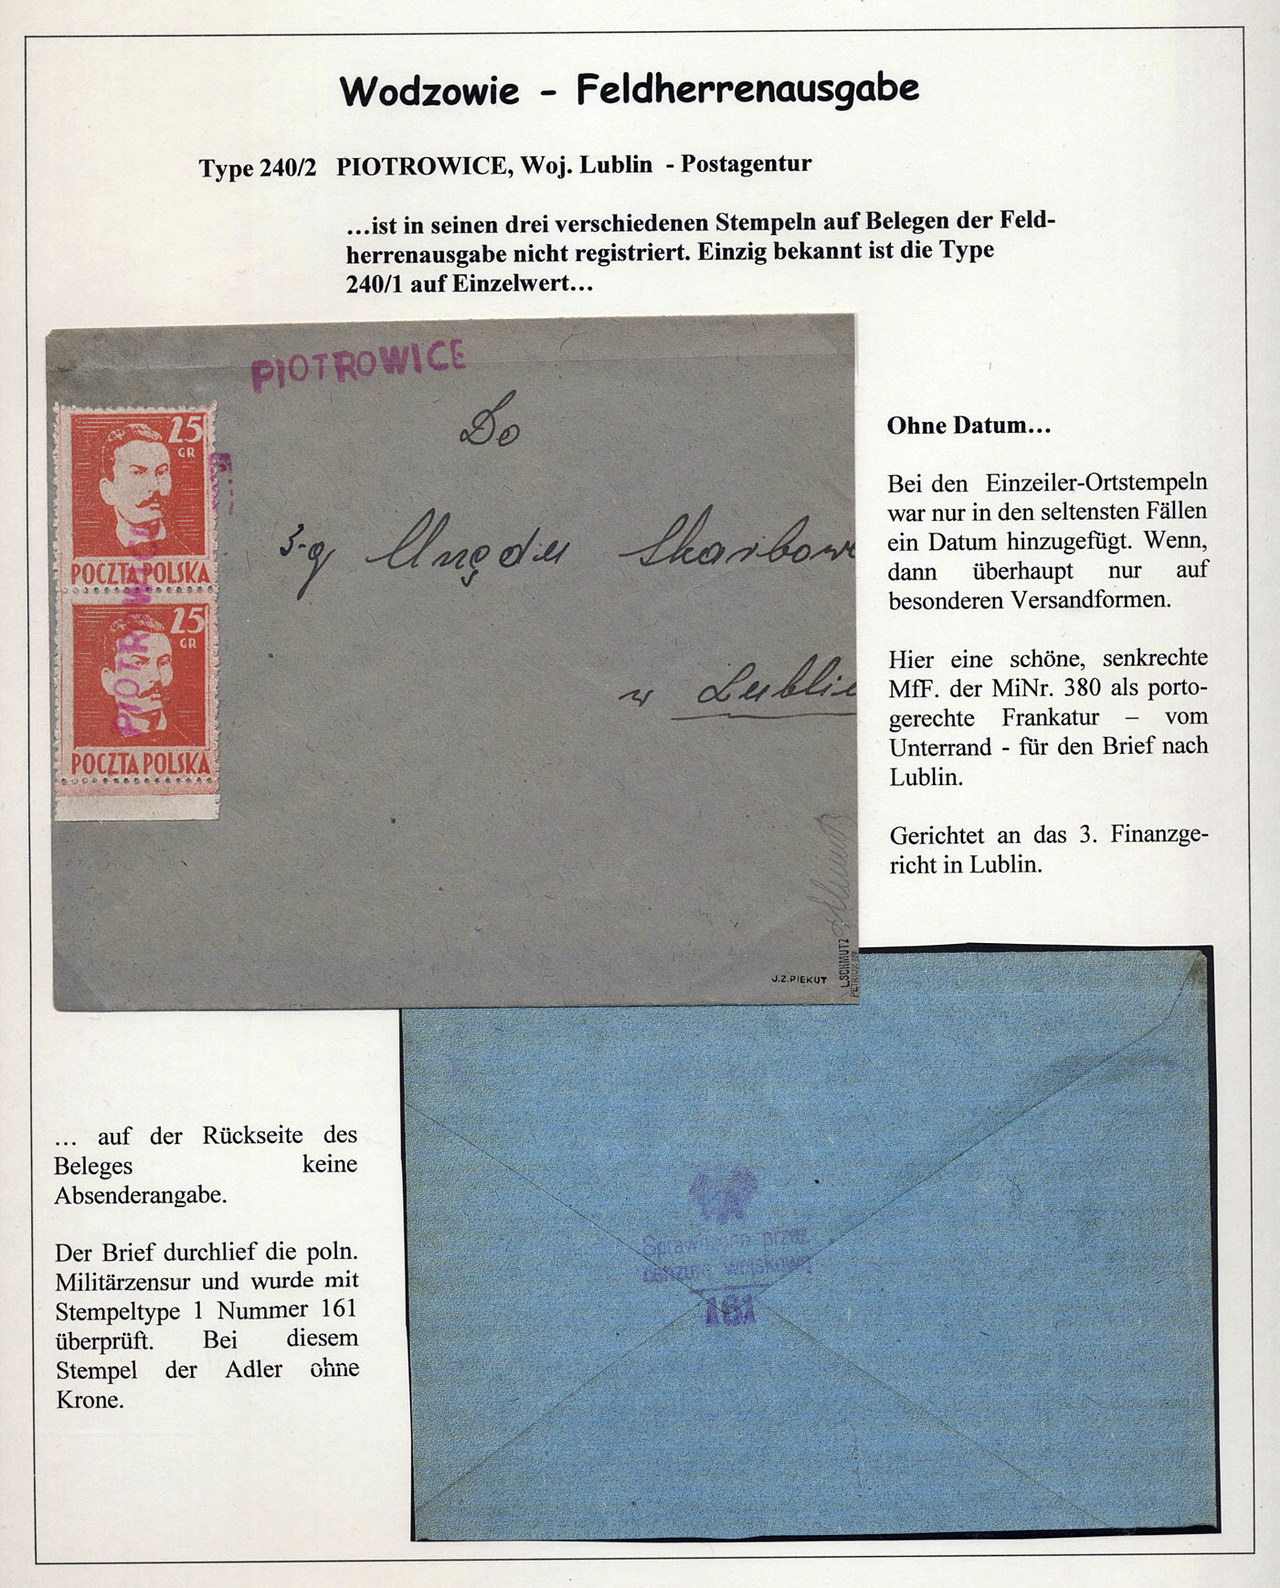 Wodzowie - Feldherrenausgabe
Type 240/2 PIOTROWICE, Woj. Lublin - Postagentur
...ist in seinen drei verschiedenen Stempeln auf Belegen der Feld-
herrenausgabe nicht registriert. Einzig bekannt ist die Type
240/1 auf Einzelwert...
PIOTROWICE
25
GR
POCZTA POLSKA
25
GR
POCZTA POLSKA
PIOTROWICE
Do
3-g Urzędu Skarbow
w Lublin
J.Z.PIEKUT
L.SCHMUTZ
Ohne Datum...
Bei den Einzeiler-Ortstempeln
war nur in den seltensten Fällen
ein Datum hinzugefügt. Wenn,
dann überhaupt nur auf
besonderen Versandformen.
Hier eine schöne, senkrechte
MfF. der MiNr. 380 als porto-
gerechte Frankatur – vom
Unterrand - für den Brief nach
Lublin.
Gerichtet an das 3. Finanzge-
richt in Lublin.
... auf der Rückseite des
Beleges keine
Absenderangabe.
Der Brief durchlief die poln.
Militärzensur und wurde mit
Stempeltype 1 Nummer 161
überprüft. Bei diesem
Stempel der Adler ohne
Krone.
Sprawdzono przez
cenzurę wojskową
161